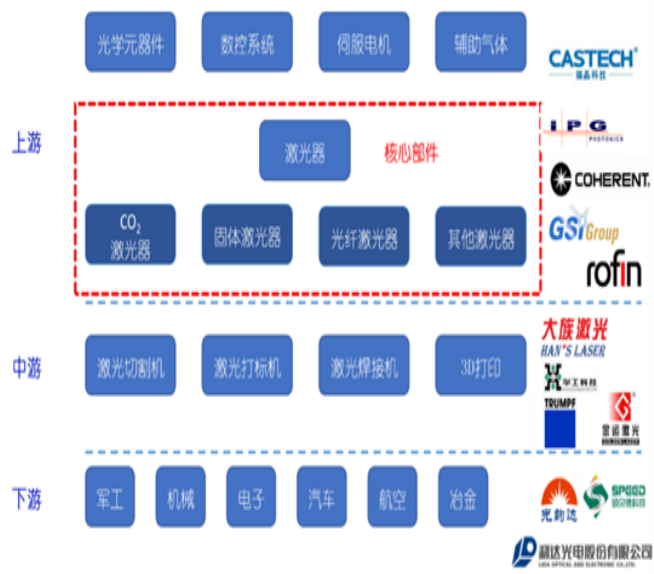 光学元器件
数控系统
伺服电机
辅助气体
CASTECH
福晶科技
上游
激光器
核心部件
IPG
PHOTONICS
COHERENT.
CO₂
激光器
固体激光器
光纤激光器
其他激光器
GSI Group
rofin
中游
激光切割机
激光打标机
激光焊接机
3D打印
大族激光
HAN'S LASER
华工科技
TRUMPF
金运激光
GOLDEN LASER
下游
军工
机械
电子
汽车
航空
冶金
光韵达
SPEED
利达光电股份有限公司
LIDA OPTICAL AND ELECTRONIC CO.,LTD.